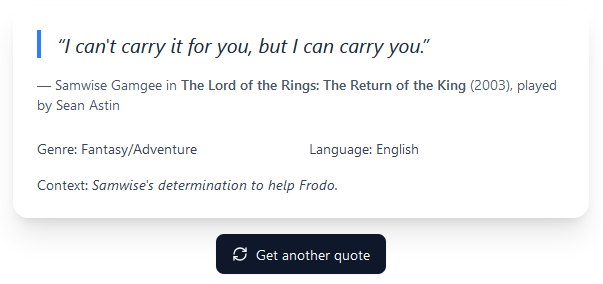 “I can't carry it for you, but I can carry you.”
— Samwise Gamgee in The Lord of the Rings: The Return of the King (2003), played
by Sean Astin
Genre: Fantasy/Adventure Language: English
Context: Samwise's determination to help Frodo.
Get another quote